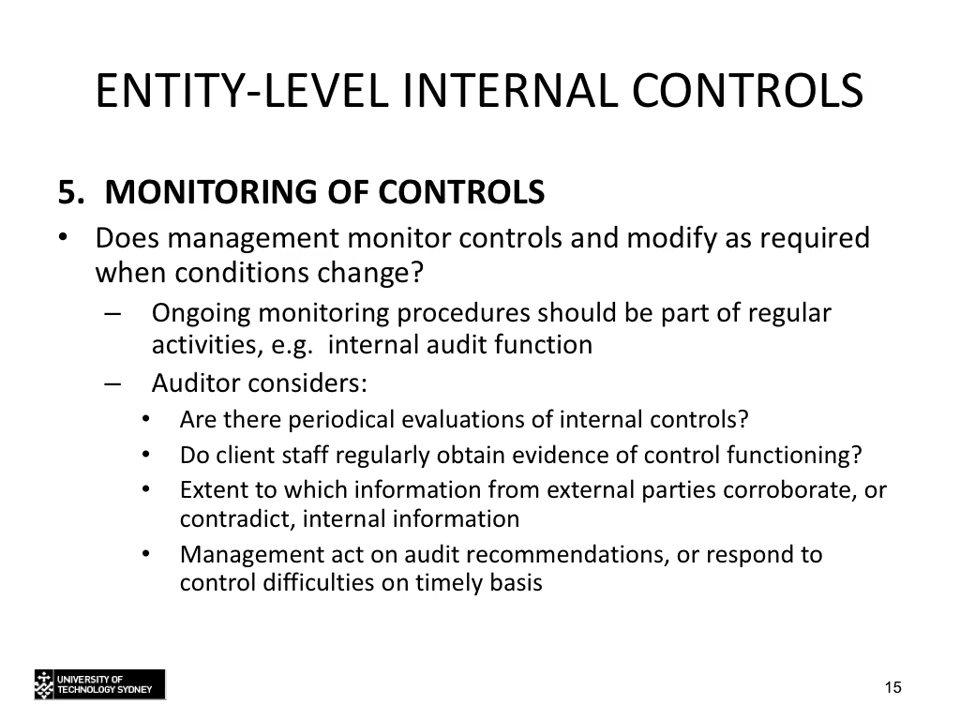 ENTITY-LEVEL INTERNAL CONTROLS
5. MONITORING OF CONTROLS
• Does management monitor controls and modify as required
when conditions change?
– Ongoing monitoring procedures should be part of regular
activities, e.g. internal audit function
– Auditor considers:
• Are there periodical evaluations of internal controls?
• Do client staff regularly obtain evidence of control functioning?
• Extent to which information from external parties corroborate, or
contradict, internal information
• Management act on audit recommendations, or respond to
control difficulties on timely basis
UNIVERSITY OF
TECHNOLOGY SYDNEY
15